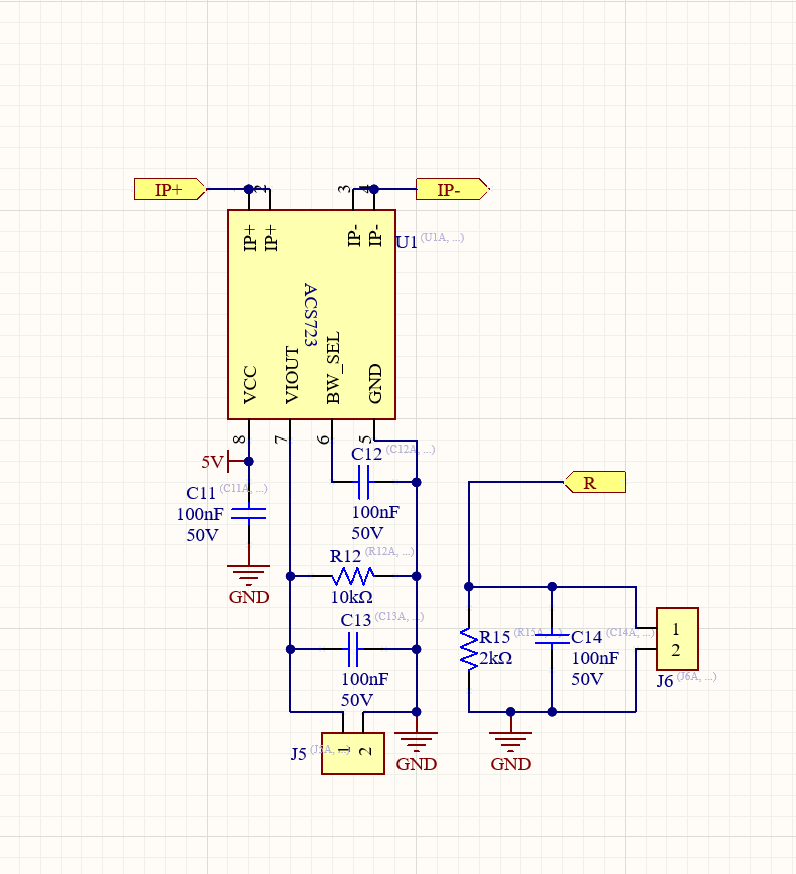 IP+
2
3
4
IP-
IP+
IP+
IP-
IP-
U1 (U1A, ...)
ACS723
VCC
VIOUT
BW_SEL
GND
8
7
6
5
5V
C12 (C12A, ...)
100nF
50V
C11 (C11A, ...)
100nF
50V
GND
R
R12 (R12A, ...)
10kΩ
C13 (C13A, ...)
100nF
50V
R15 (R15A, ...)
2kΩ
C14 (C14A, ...)
100nF
50V
1
2
J6 (J6A, ...)
J5 (J5A, ...)
1
2
GND
GND